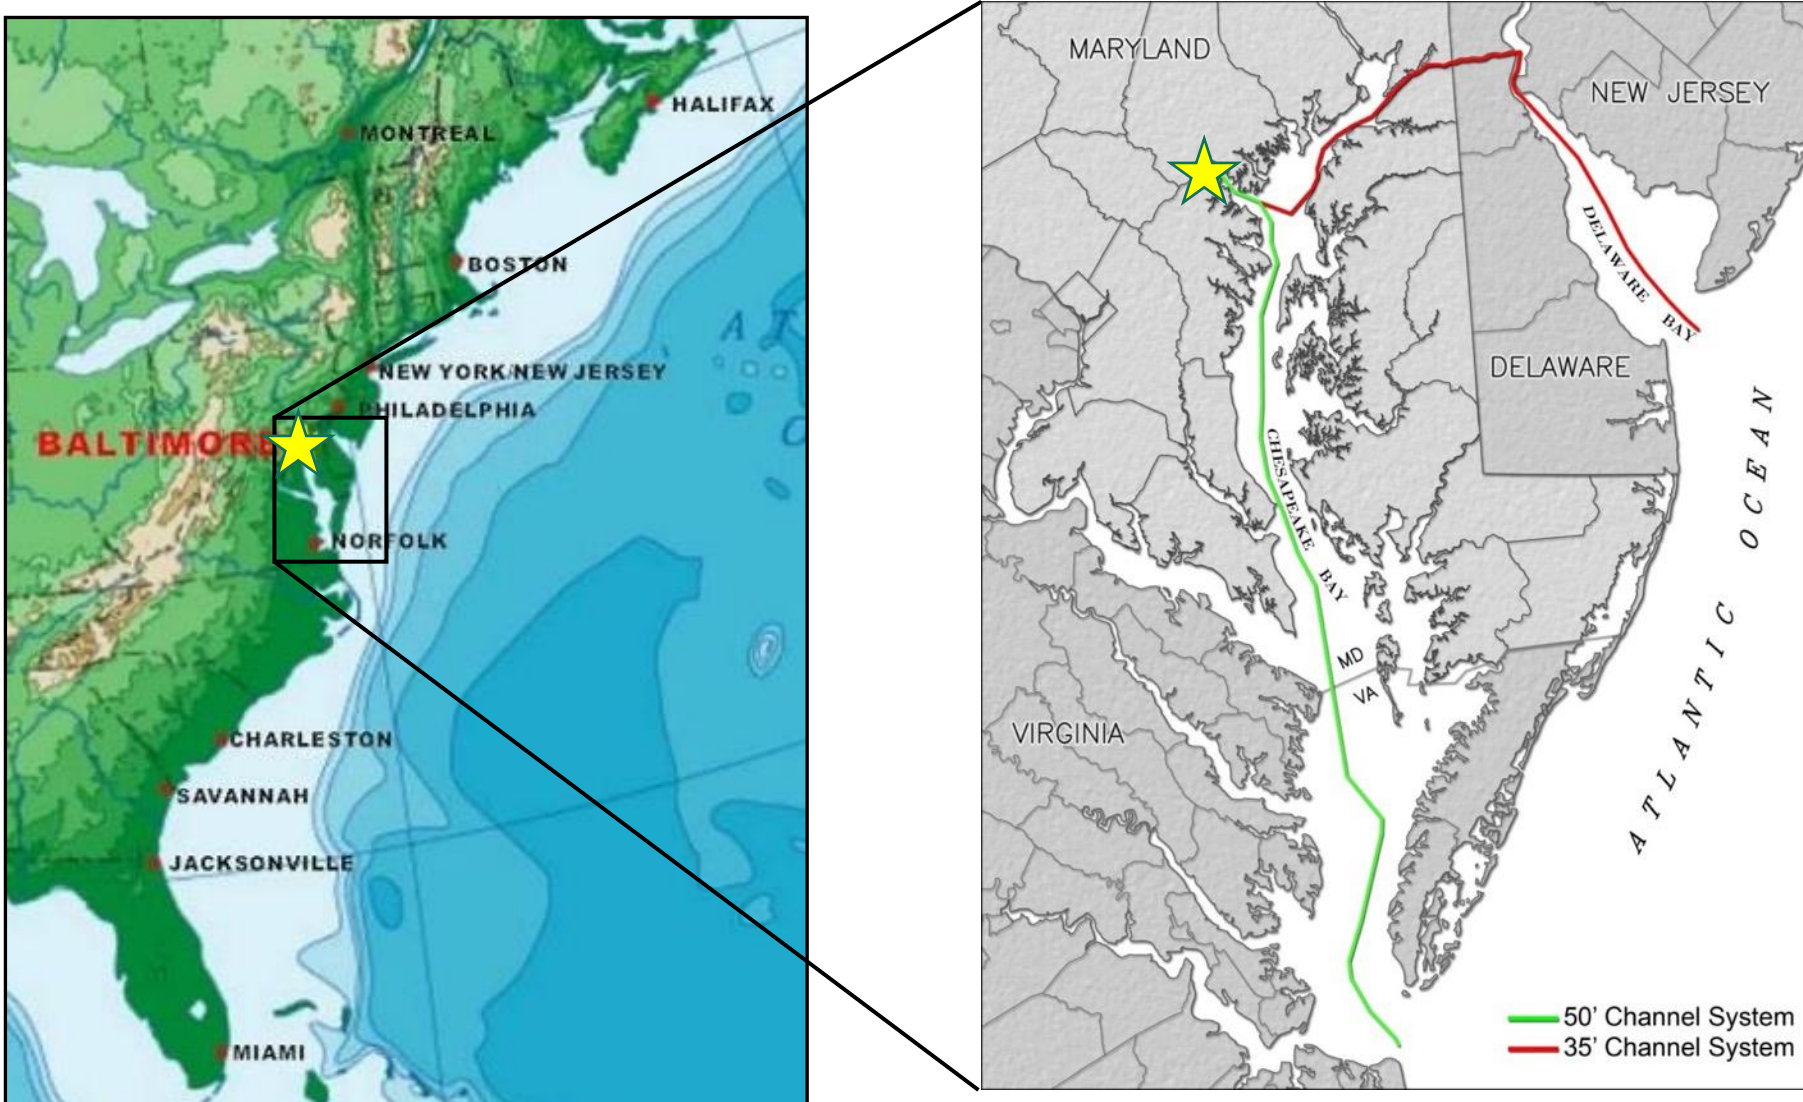 HALIFAX
MONTREAL
BOSTON
NEW YORK/NEW JERSEY
PHILADELPHIA
BALTIMORE
NORFOLK
CHARLESTON
SAVANNAH
JACKSONVILLE
MIAMI
A T
O
MARYLAND
NEW JERSEY
DELAWARE BAY
DELAWARE
CHESAPEAKE BAY
MD
VA
VIRGINIA
ATLANTIC OCEAN
50' Channel System
35' Channel System